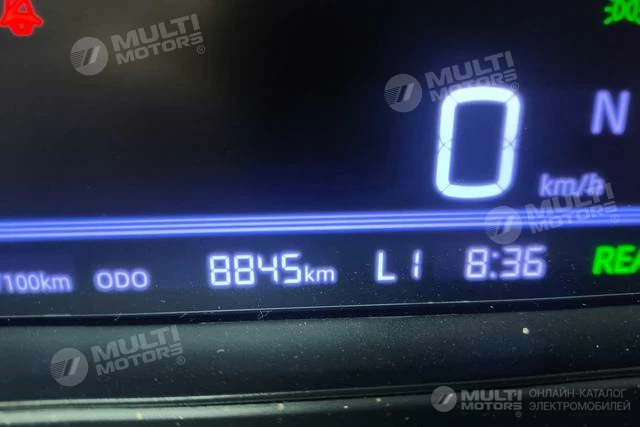 MULTI
MOTORS®
MULTI
MOTORS®
0
N
km/h
MULTI
MOTORS®
/100km ODO 8845km L1 8:36 REA
MULTI
MOTORS®
MULTI
MOTORS®
ОНЛАЙН-КАТАЛОГ
ЭЛЕКТРОМОБИЛЕЙ